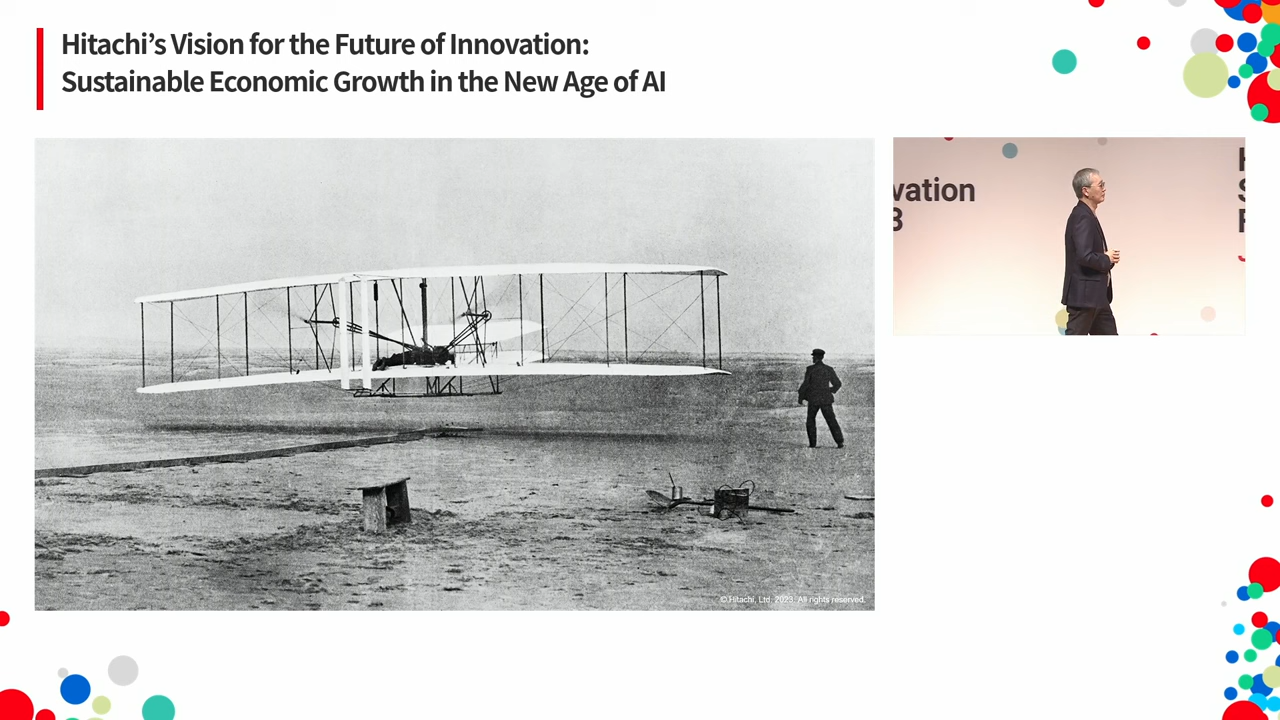 Hitachi’s Vision for the Future of Innovation:
Sustainable Economic Growth in the New Age of AI
vation
3
H
S
F
© Hitachi, Ltd. 2023. All rights reserved.